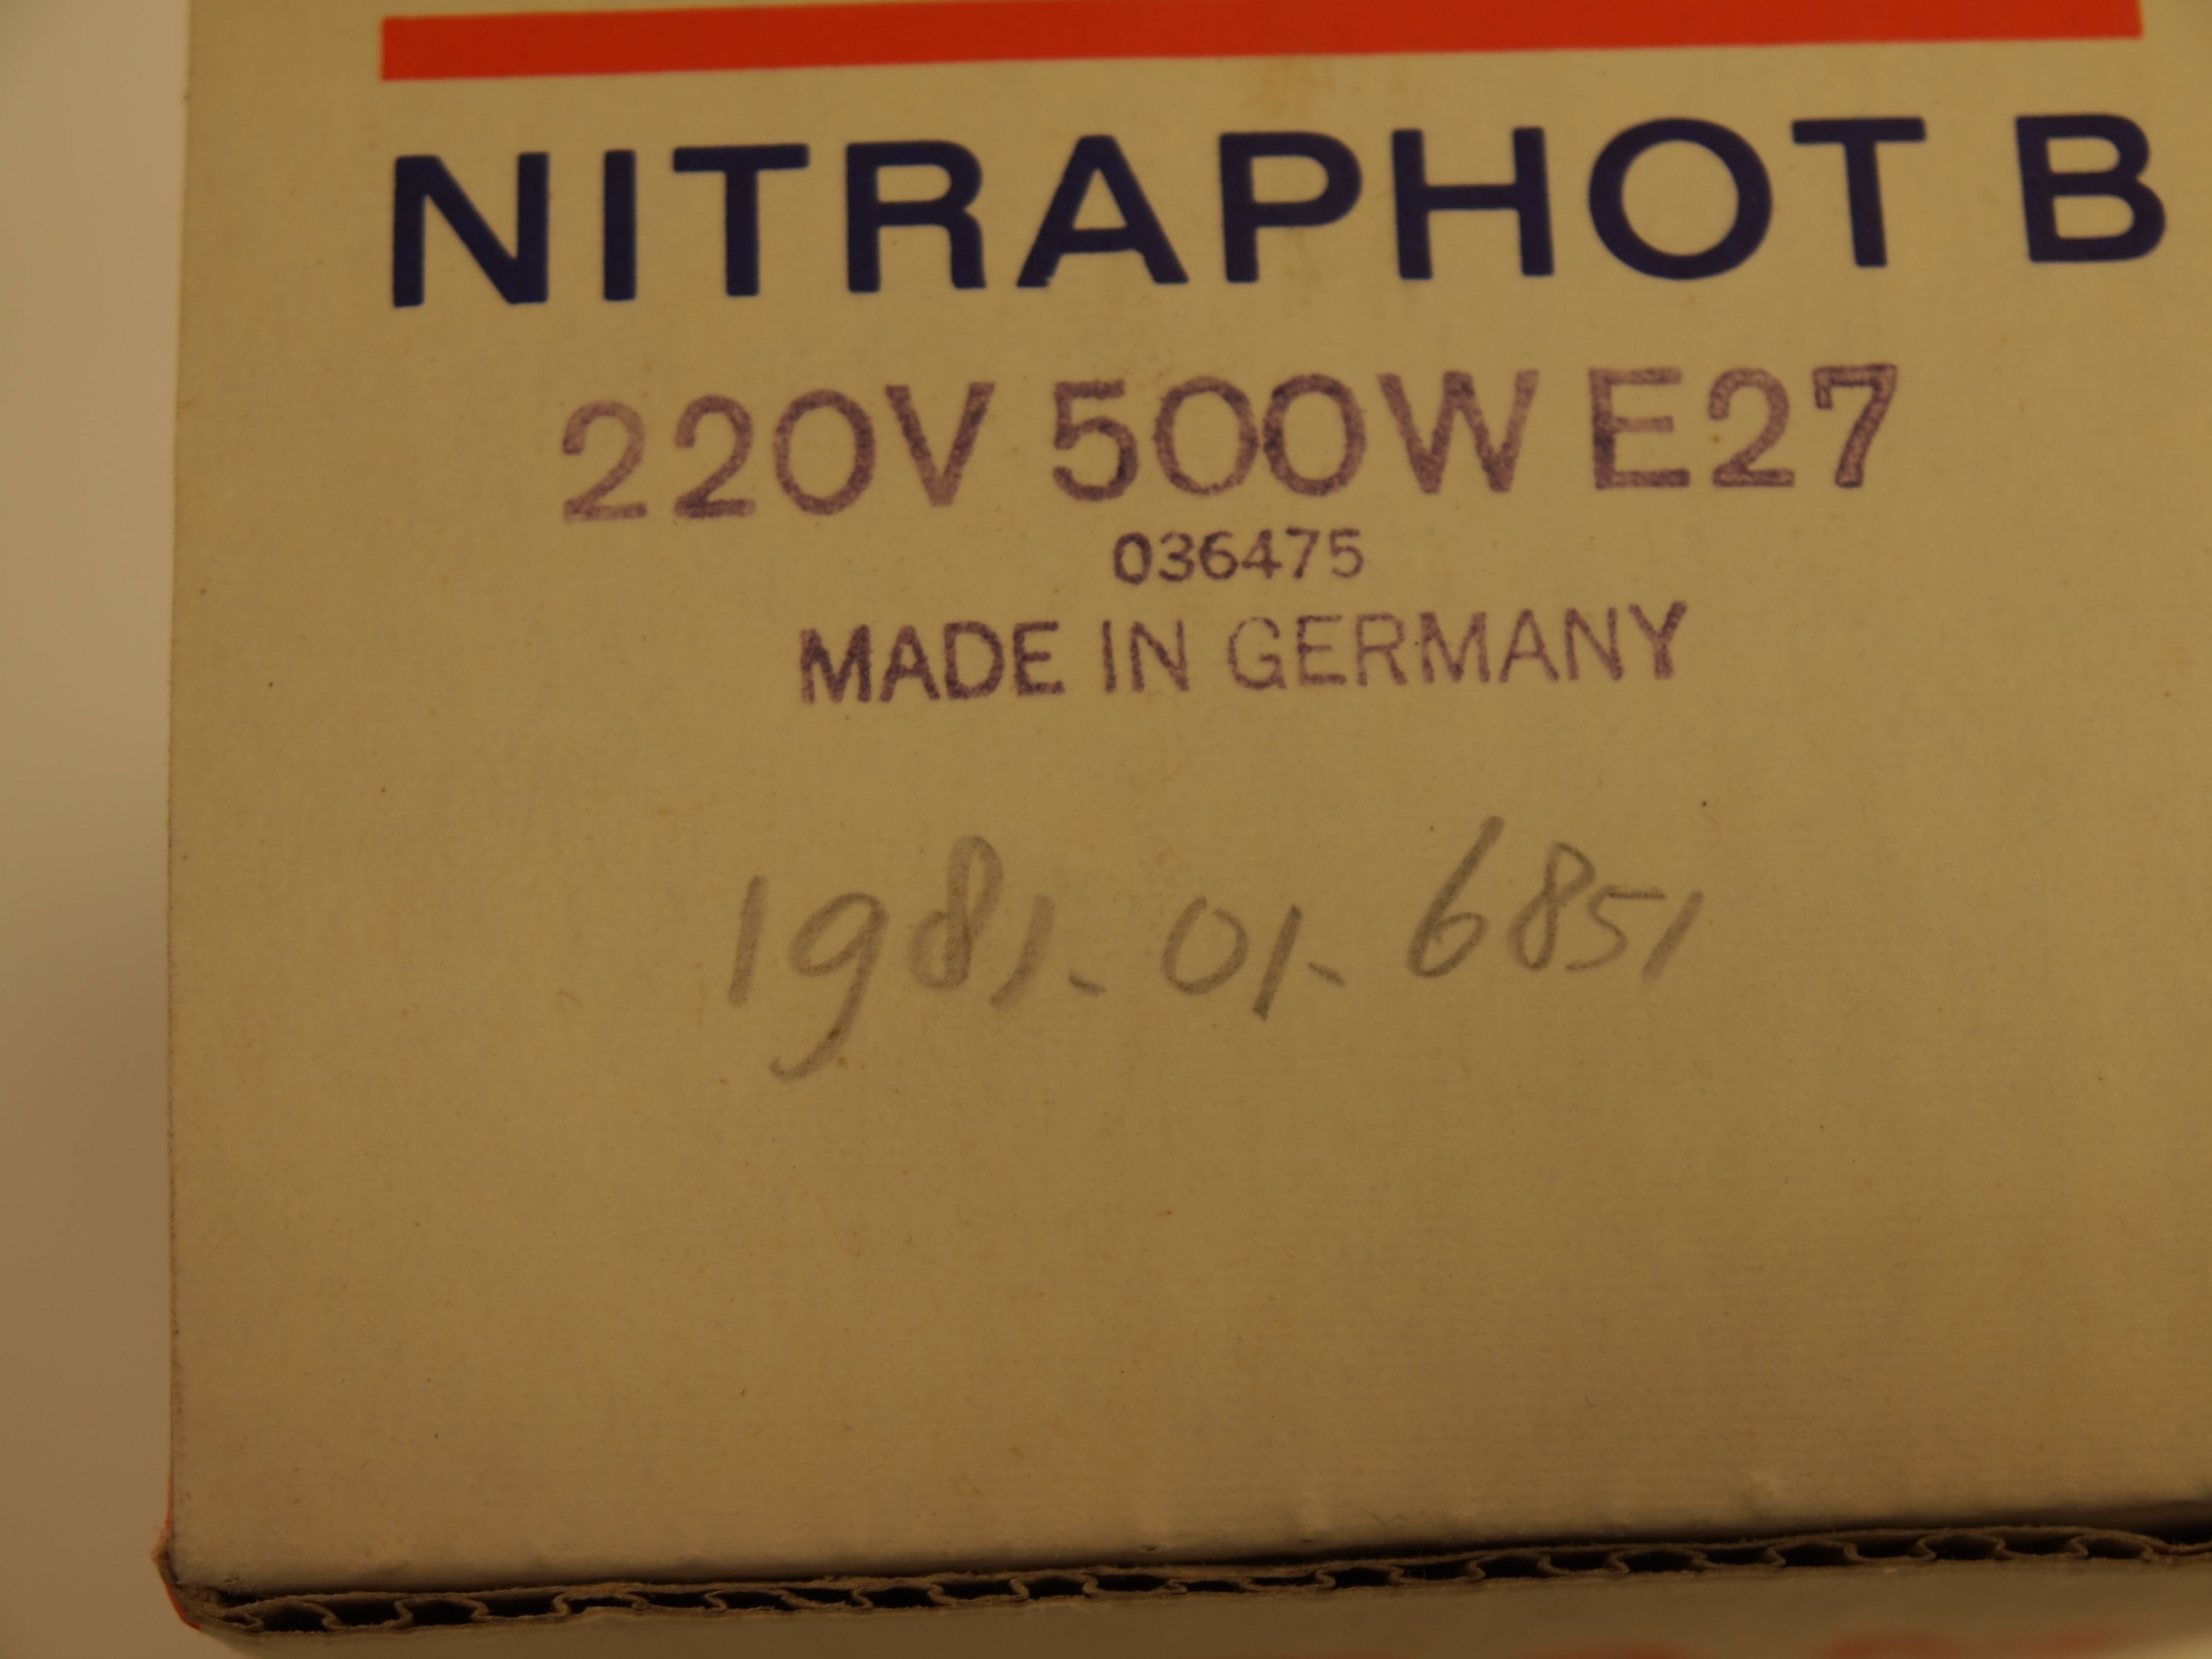 NITRAPHOT B
220V 500W E27
036475
MADE IN GERMANY
1981. 01. 6851